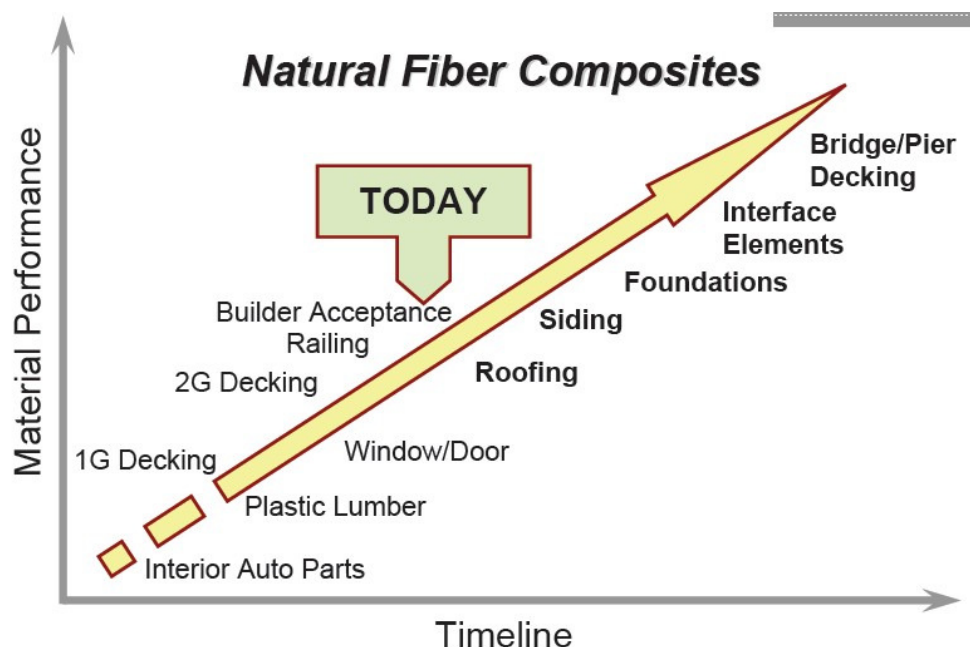 Natural Fiber Composites
Material Performance
TODAY
Bridge/Pier
Decking
Interface
Elements
Foundations
Builder Acceptance
Railing
Siding
2G Decking
Roofing
1G Decking
Window/Door
Plastic Lumber
Interior Auto Parts
Timeline